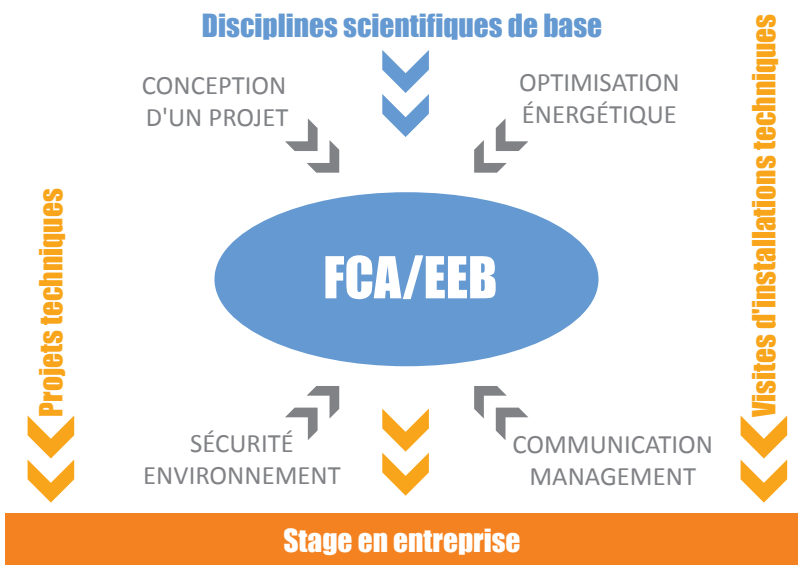 Disciplines scientifiques de base
CONCEPTION
D'UN PROJET
OPTIMISATION
ÉNERGÉTIQUE
Projets techniques
FCA/EEB
Visites d'installations techniques
SÉCURITÉ
ENVIRONNEMENT
COMMUNICATION
MANAGEMENT
Stage en entreprise